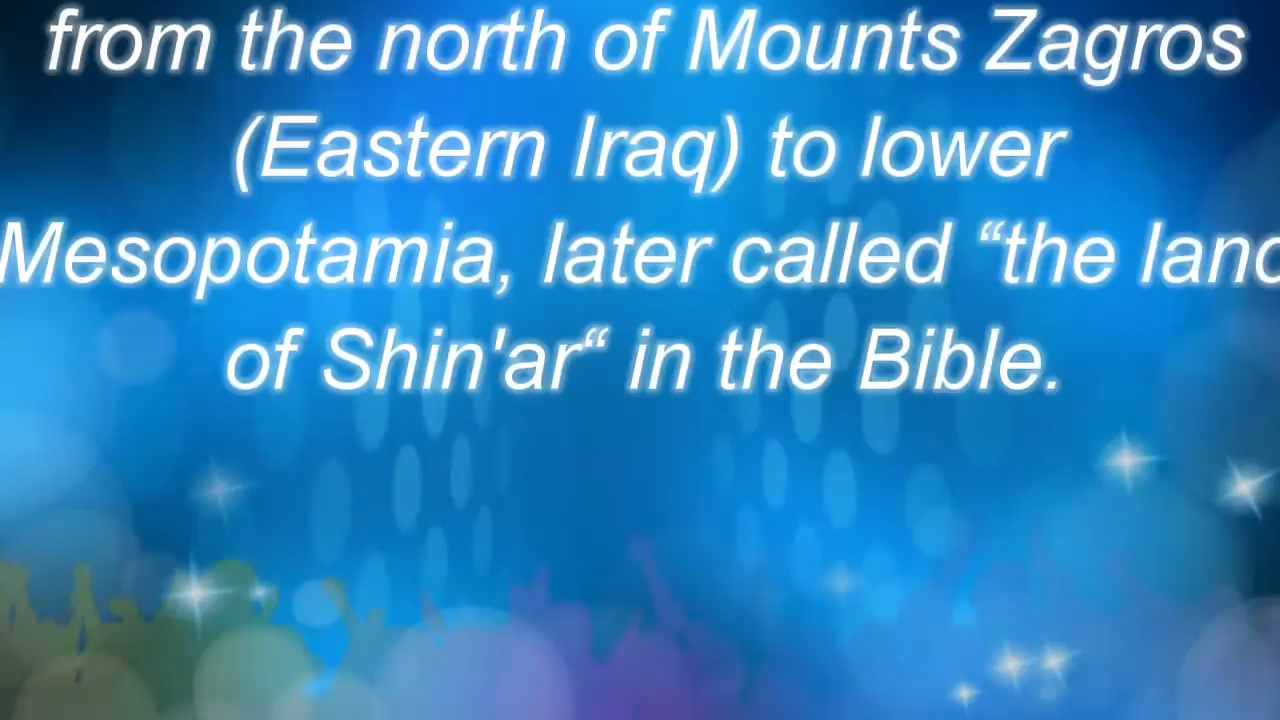 from the north of Mounts Zagros
(Eastern Iraq) to lower
Mesopotamia, later called “the land
of Shin'ar“ in the Bible.